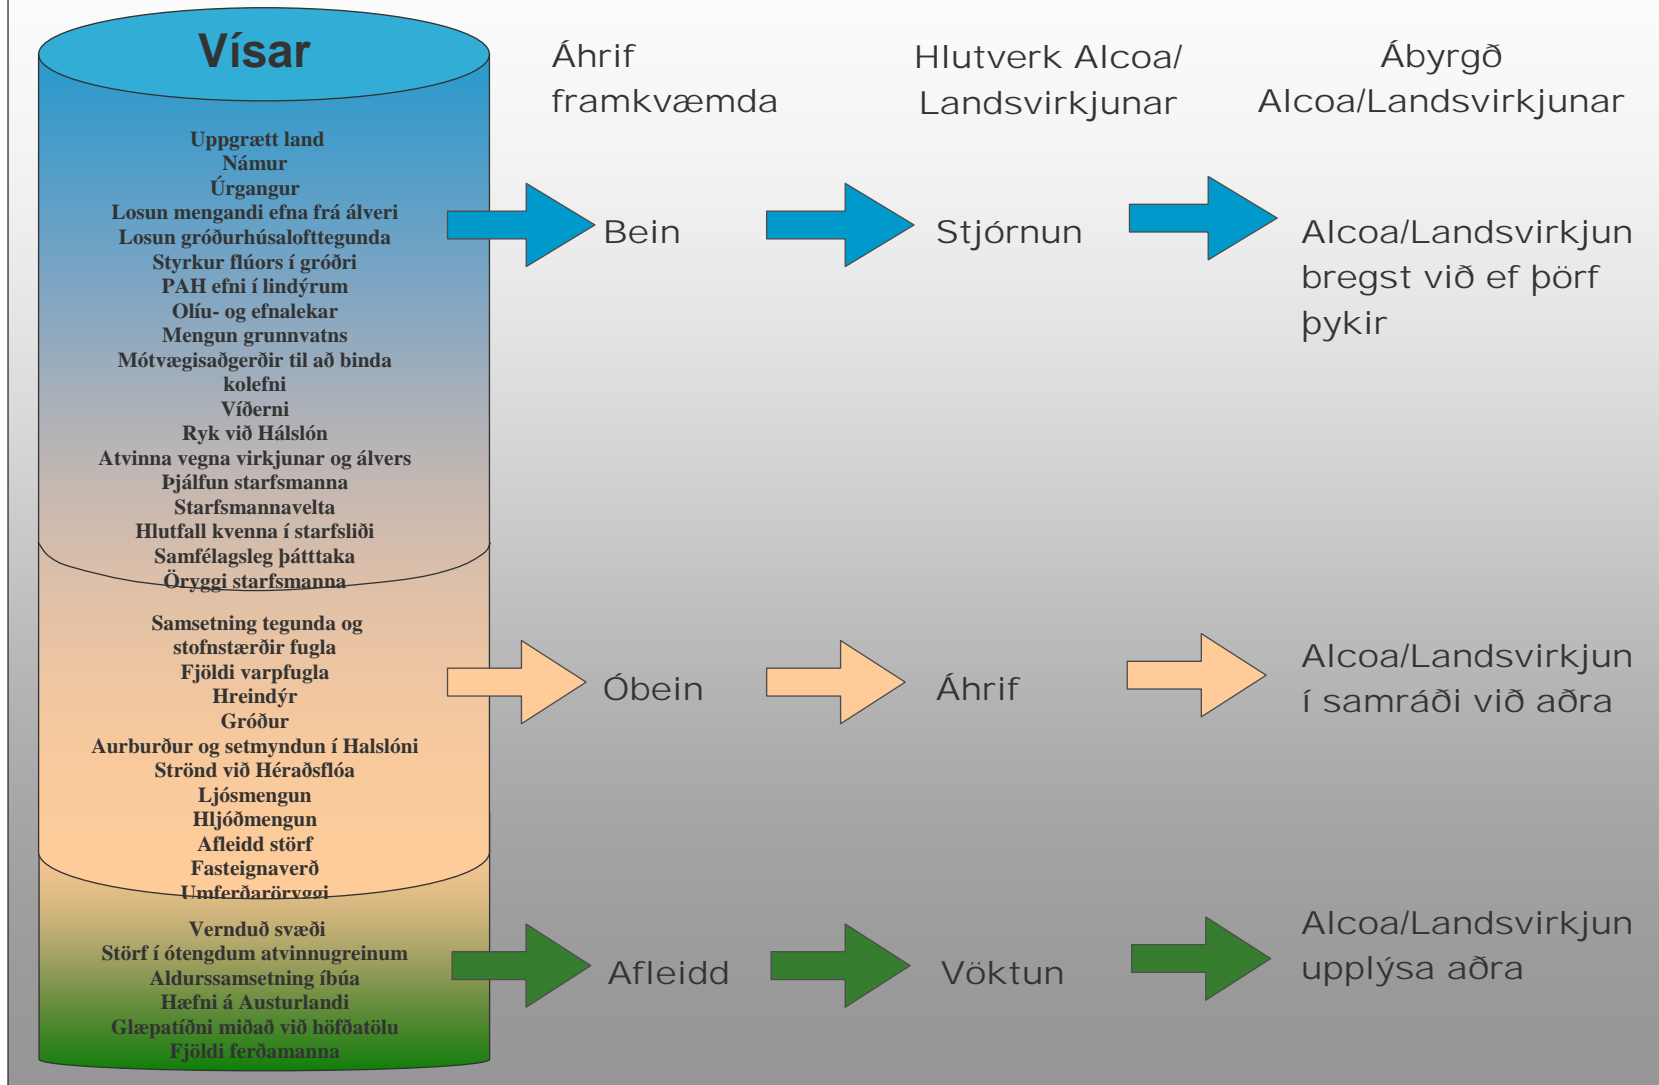 Vísar
Áhrif
framkvæmda
Hlutverk Alcoa/
Landsvirkjunar
Ábyrgð
Alcoa/Landsvirkjunar
Uppgrætt land
Námur
Úrgangur
Losun mengandi efna frá álveri
Losun gróðurhúsalofttegunda
Styrkur flúors í gróðri
PAH efni í lindýrum
Olíu- og efnalekar
Mengun grunnvatns
Mótvægisaðgerðir til að binda
kolefni
Víðerni
Ryk við Hálslón
Atvinna vegna virkjunar og álvers
Þjálfun starfsmanna
Starfsmannavelta
Hlutfall kvenna í starfsliði
Samfélagsleg þátttaka
Öryggi starfsmanna
Bein
Stjórnun
Alcoa/Landsvirkjun
bregst við ef þörf
þykir
Samsetning tegunda og
stofnstærðir fugla
Fjöldi varpfugla
Hreindýr
Gróður
Aurburður og setmyndun í Halslóni
Strönd við Héraðsflóa
Ljósmengun
Hljóðmengun
Afleidd störf
Fasteignaverð
Umferðaröryggi
Óbein
Áhrif
Alcoa/Landsvirkjun
í samráði við aðra
Vernduð svæði
Störf í ótengdum atvinnugreinum
Aldurssamsetning íbúa
Hæfni á Austurlandi
Glæpatíðni miðað við höfðatölu
Fjöldi ferðamanna
Afleidd
Vöktun
Alcoa/Landsvirkjun
upplýsa aðra